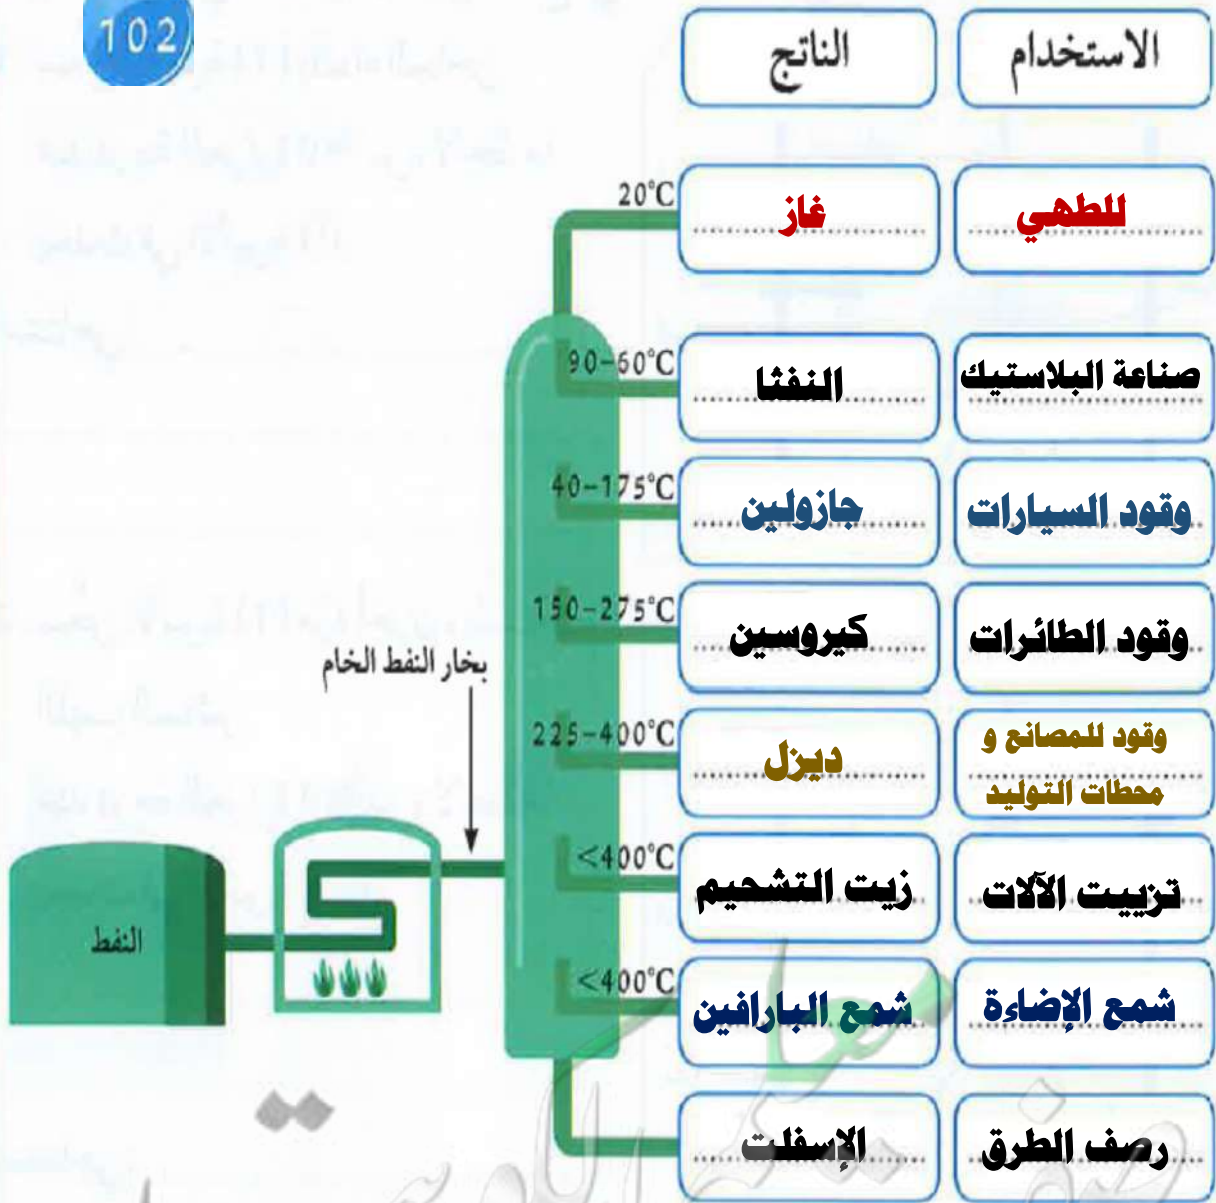 102
الاستخدام
الناتج
20°C
غاز
للطهي
90-60°C
النفثا
صناعة البلاستيك
40-175°C
جازولين
وقود السيارات
150-275°C
كيروسين
وقود الطائرات
بخار النفط الخام
225-400°C
ديزل
وقود للمصانع و
محطات التوليد
<400°C
زيت التشحيم
تزييت الآلات
النفط
<400°C
شمع البارافين
شمع الإضاءة
الإسفلت
رصف الطرق